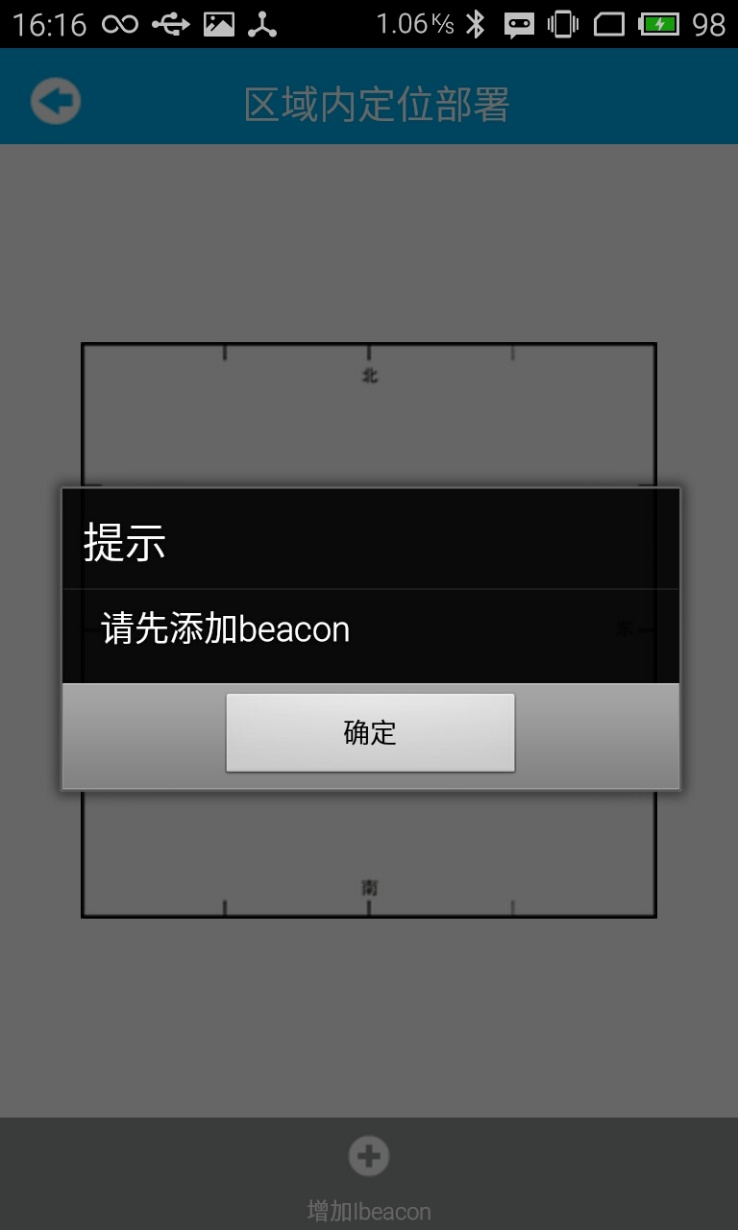 16:16 1.06K/s 98
区域内定位部署
北
提示
请先添加beacon
东
确定
南
增加Ibeacon